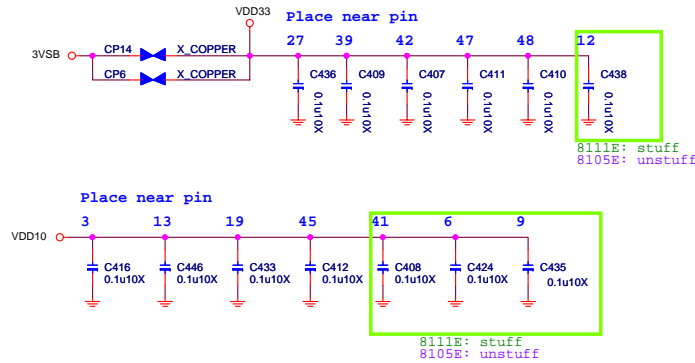 VDD33
Place near pin
3VSB
CP14
X_COPPER
CP6
X_COPPER
27
39
42
47
48
12
C436
0.1u10X
C409
0.1u10X
C407
0.1u10X
C411
0.1u10X
C410
0.1u10X
C438
0.1u10X
8111E: stuff
8105E: unstuff
Place near pin
VDD10
3
13
19
45
41
6
9
C416
0.1u10X
C446
0.1u10X
C433
0.1u10X
C412
0.1u10X
C408
0.1u10X
C424
0.1u10X
C435
0.1u10X
8111E: stuff
8105E: unstuff